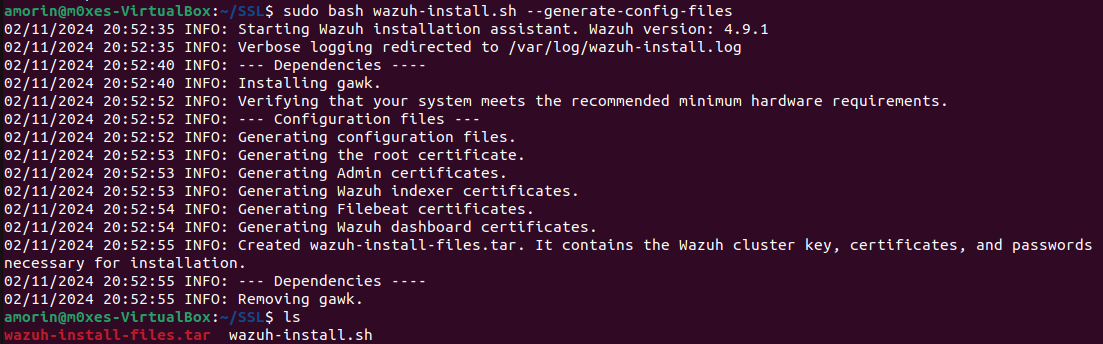 amorin@m0xes-VirtualBox:~/SSL$ sudo bash wazuh-install.sh --generate-config-files
02/11/2024 20:52:35 INFO: Starting Wazuh installation assistant. Wazuh version: 4.9.1
02/11/2024 20:52:35 INFO: Verbose logging redirected to /var/log/wazuh-install.log
02/11/2024 20:52:40 INFO: --- Dependencies ----
02/11/2024 20:52:40 INFO: Installing gawk.
02/11/2024 20:52:52 INFO: Verifying that your system meets the recommended minimum hardware requirements.
02/11/2024 20:52:52 INFO: --- Configuration files ---
02/11/2024 20:52:52 INFO: Generating configuration files.
02/11/2024 20:52:53 INFO: Generating the root certificate.
02/11/2024 20:52:53 INFO: Generating Admin certificates.
02/11/2024 20:52:53 INFO: Generating Wazuh indexer certificates.
02/11/2024 20:52:54 INFO: Generating Filebeat certificates.
02/11/2024 20:52:54 INFO: Generating Wazuh dashboard certificates.
02/11/2024 20:52:55 INFO: Created wazuh-install-files.tar. It contains the Wazuh cluster key, certificates, and passwords
necessary for installation.
02/11/2024 20:52:55 INFO: --- Dependencies ----
02/11/2024 20:52:55 INFO: Removing gawk.
amorin@m0xes-VirtualBox:~/SSL$ ls
wazuh-install-files.tar  wazuh-install.sh